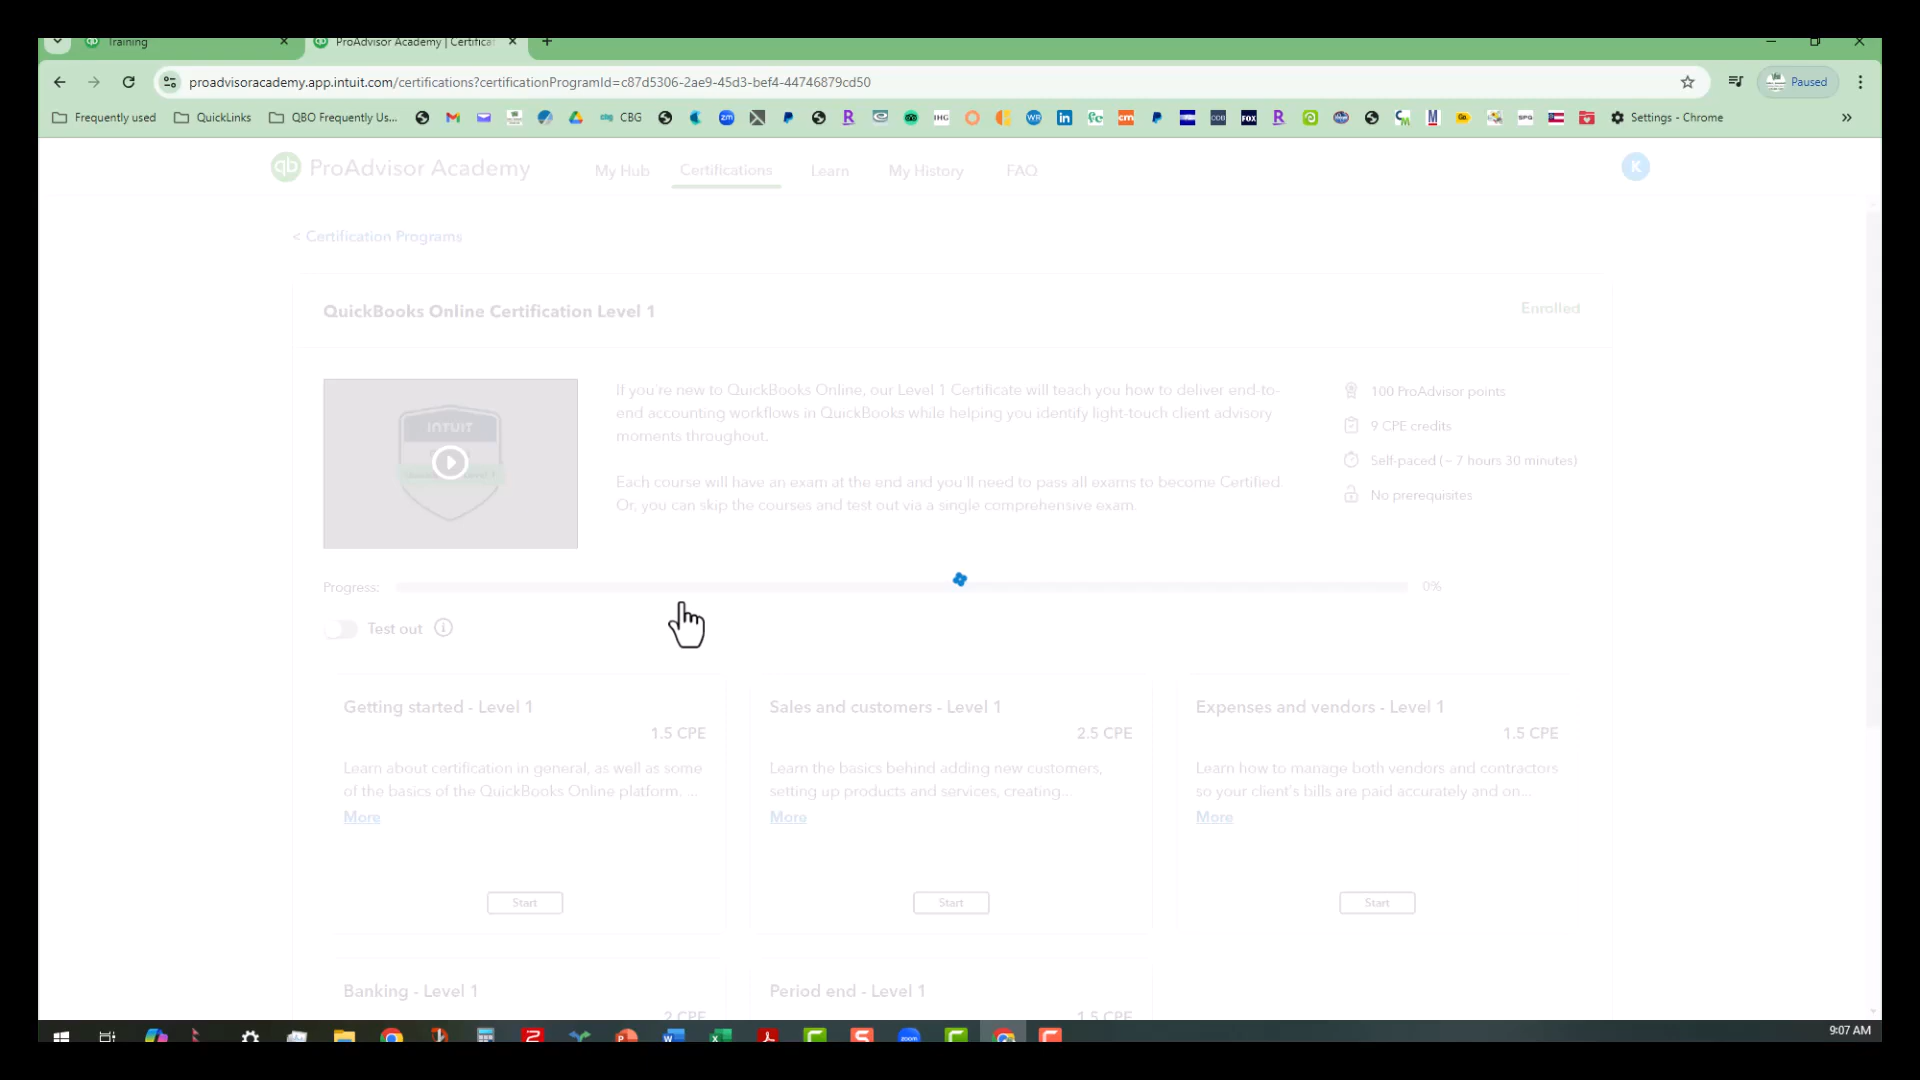 Training
ProAdvisor Academy | Certificat
proadvisoracademy.app.intuit.com/certifications?certificationProgramId=c87d5306-2ae9-45d3-bef4-44746879cd50
Paused
Frequently used
QuickLinks
QBO Frequently Us...
CBG
Settings - Chrome
qb ProAdvisor Academy
My Hub
Certifications
Learn
My History
FAQ
K
< Certification Programs
QuickBooks Online Certification Level 1
Enrolled
INTUIT
If you're new to QuickBooks Online, our Level 1 Certificate will teach you how to deliver end-to-
end accounting workflows in QuickBooks while helping you identify light-touch client advisory
moments throughout.
Each course will have an exam at the end and you'll need to pass all exams to become Certified.
Or, you can skip the courses and test out via a single comprehensive exam.
100 ProAdvisor points
9 CPE credits
Self-paced (~ 7 hours 30 minutes)
No prerequisites
Progress:
0%
Test out
Getting started - Level 1
1.5 CPE
Learn about certification in general, as well as some
of the basics of the QuickBooks Online platform. ...
More
Start
Sales and customers - Level 1
2.5 CPE
Learn the basics behind adding new customers,
setting up products and services, creating...
More
Start
Expenses and vendors - Level 1
1.5 CPE
Learn how to manage both vendors and contractors
so your client's bills are paid accurately and on...
More
Start
Banking - Level 1
2 CPE
Period end - Level 1
1.5 CPE
9:07 AM